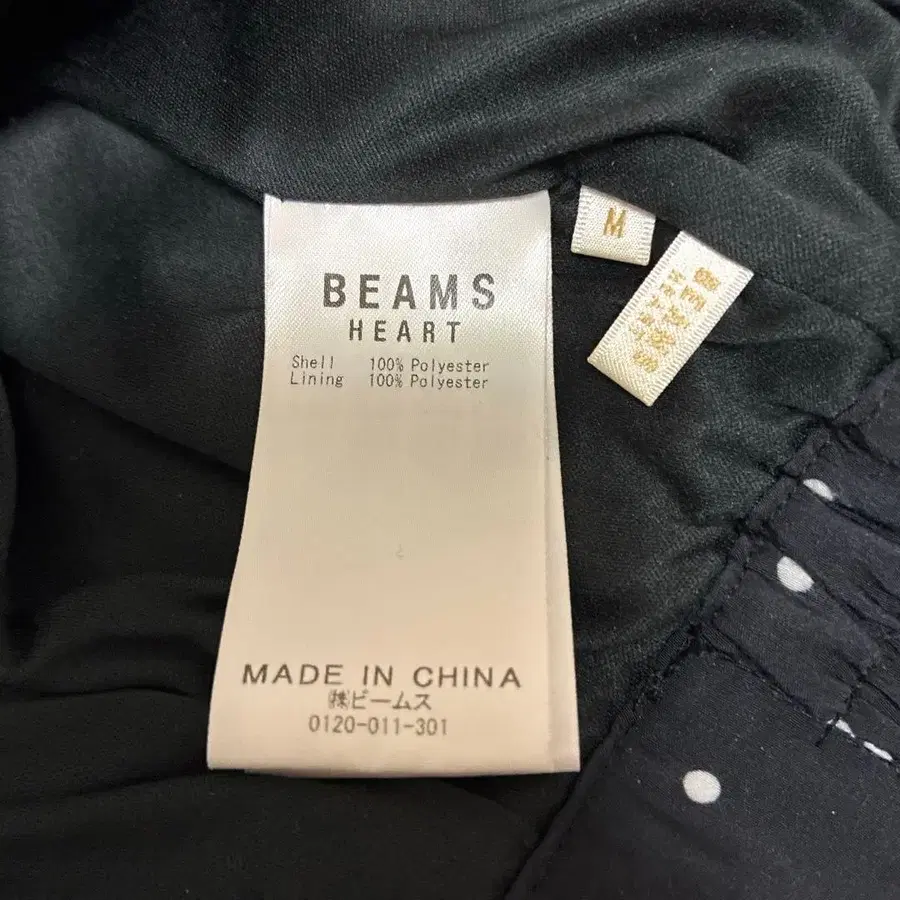 BEAMS
HEART
Shell 100% Polyester
Lining 100% Polyester
MADE IN CHINA
㈱ビームス
0120-011-301
M